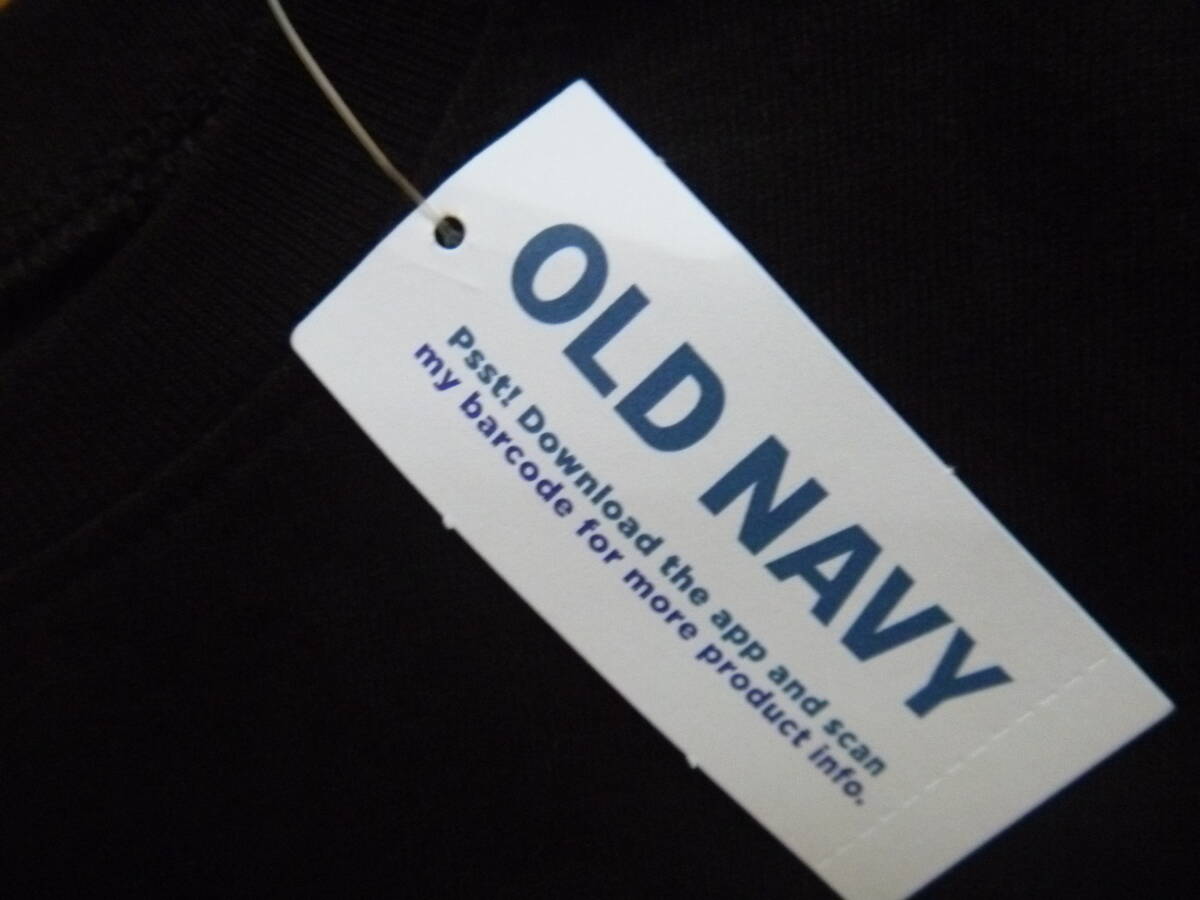 OLD NAVY
Psst! Download the app and scan
my barcode for more product info.